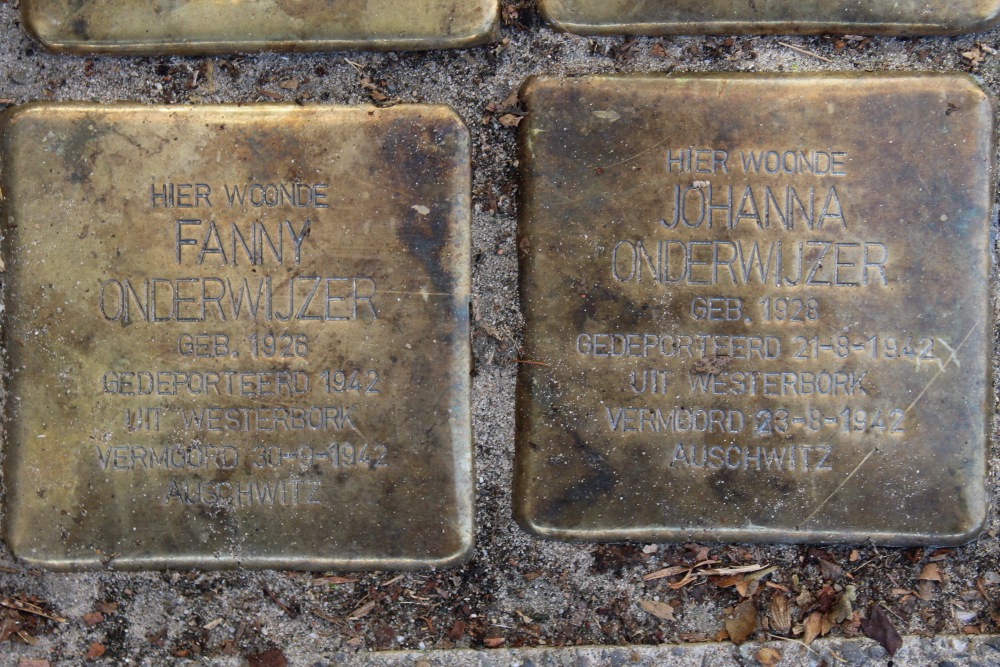 HIER WOONDE
FANNY
ONDERWIJZER
GEB. 1926
GEDEPORTEERD 1942
UIT WESTERBORK
VERMOORD 30-9-1942
AUSCHWITZ
HIER WOONDE
JOHANNA
ONDERWIJZER
GEB. 1928
GEDEPORTEERD 21-8-1942
UIT WESTERBORK
VERMOORD 23-8-1942
AUSCHWITZ